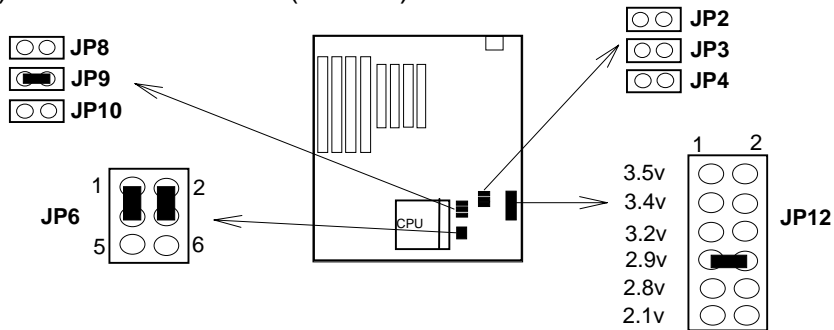 JP8
JP9
JP10
JP2
JP3
JP4
1 2
JP6
5 6
CPU
1 2
3.5v
3.4v
3.2v
2.9v
2.8v
2.1v
JP12